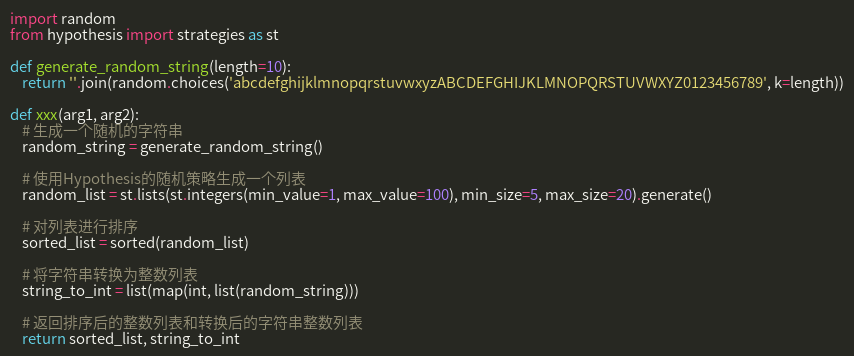 import random
from hypothesis import strategies as st
def generate_random_string(length=10):
return ''.join(random.choices('abcdefghijklmnopqrstuvwxyzABCDEFGHIJKLMNOPQRSTUVWXYZ0123456789', k=length))
def xxx(arg1, arg2):
# 生成一个随机的字符串
random_string = generate_random_string()
# 使用Hypothesis的随机策略生成一个列表
random_list = st.lists(st.integers(min_value=1, max_value=100), min_size=5, max_size=20).generate()
# 对列表进行排序
sorted_list = sorted(random_list)
# 将字符串转换为整数列表
string_to_int = list(map(int, list(random_string)))
# 返回排序后的整数列表和转换后的字符串整数列表
return sorted_list, string_to_int